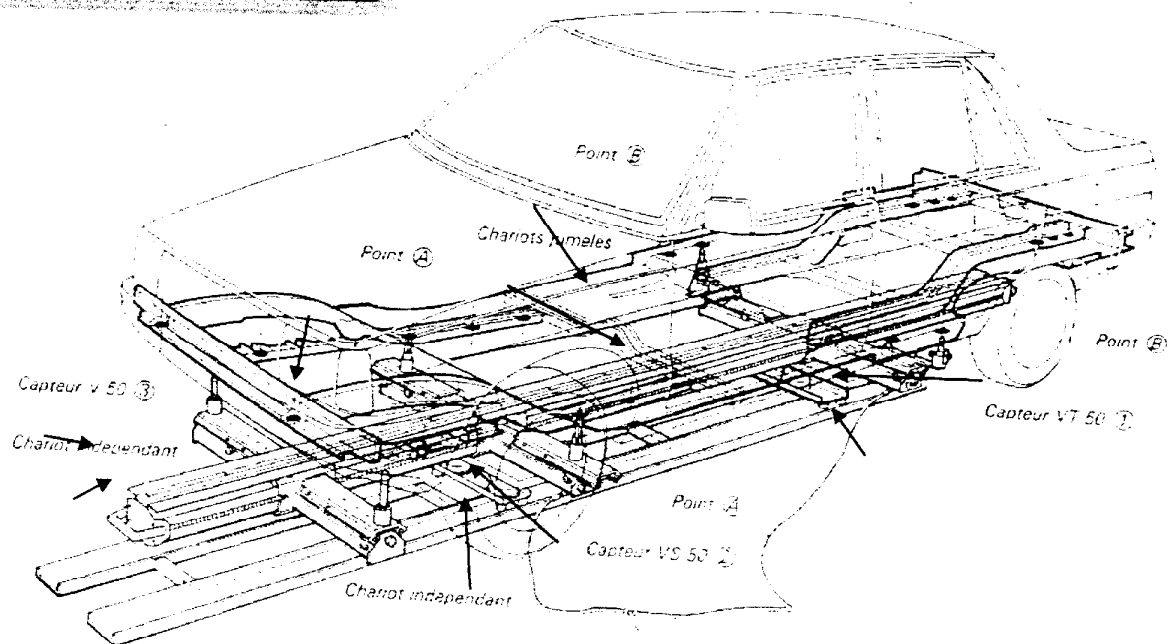 Point Ⓑ
Chariots jumeles
Point Ⓐ
Point Ⓑ
Capteur V 50 ③
Capteur VT 50 ①
Chariot indépendant
Point Ⓐ
Capteur VS 50 ②
Chariot indépendant